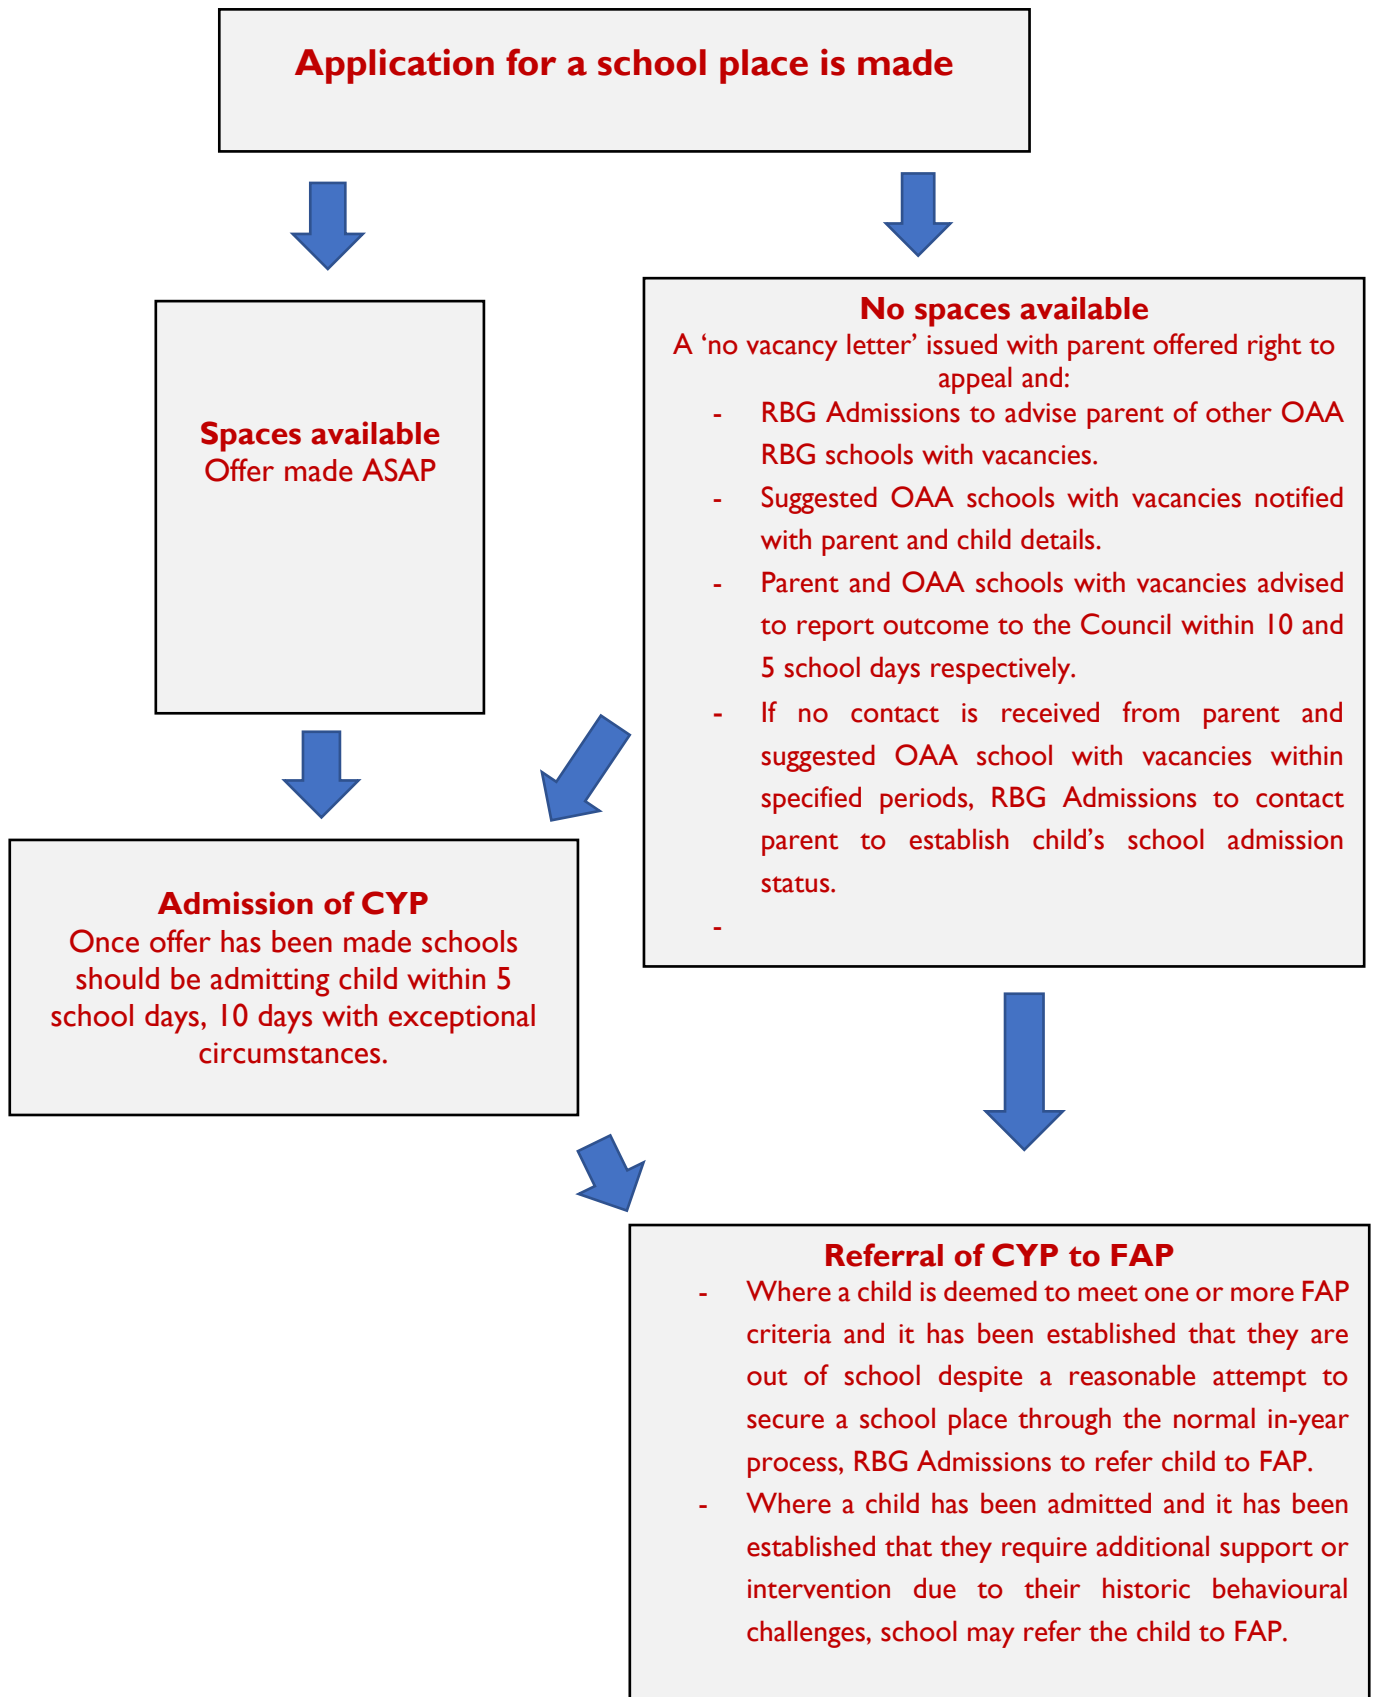 Application for a school place is made
Spaces available
Offer made ASAP
No spaces available
A ‘no vacancy letter’ issued with parent offered right to
appeal and:
- RBG Admissions to advise parent of other OAA
RBG schools with vacancies.
- Suggested OAA schools with vacancies notified
with parent and child details.
- Parent and OAA schools with vacancies advised
to report outcome to the Council within 10 and
5 school days respectively.
- If no contact is received from parent and
suggested OAA school with vacancies within
specified periods, RBG Admissions to contact
parent to establish child’s school admission
status.
-
Admission of CYP
Once offer has been made schools
should be admitting child within 5
school days, 10 days with exceptional
circumstances.
Referral of CYP to FAP
- Where a child is deemed to meet one or more FAP
criteria and it has been established that they are
out of school despite a reasonable attempt to
secure a school place through the normal in-year
process, RBG Admissions to refer child to FAP.
- Where a child has been admitted and it has been
established that they require additional support or
intervention due to their historic behavioural
challenges, school may refer the child to FAP.